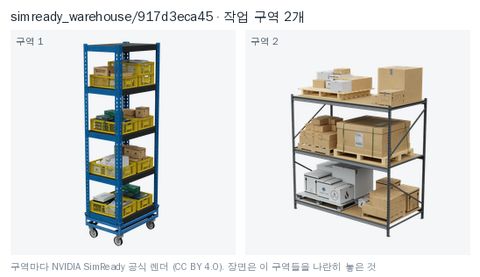 simready_warehouse/917d3eca45 · 작업 구역 2개
구역 1
구역 2
구역마다 NVIDIA SimReady 공식 렌더 (CC BY 4.0). 장면은 이 구역들을 나란히 놓은 것